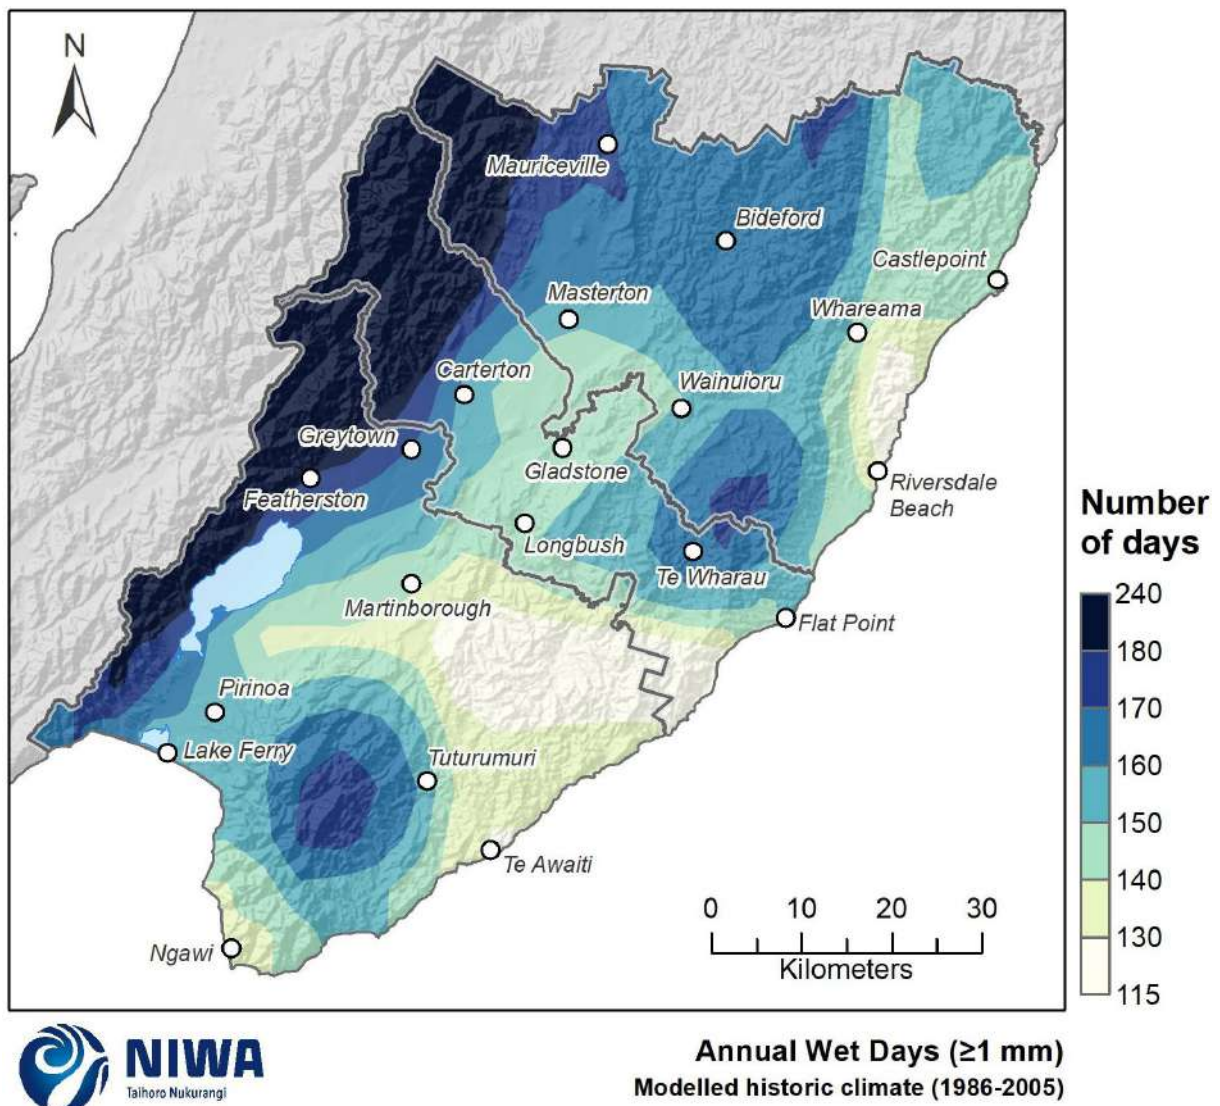 N
Mauriceville
Bideford
Castlepoint
Masterton
Whareama
Carterton
Wainuioru
Greytown
Gladstone
Featherston
Riversdale
Beach
Longbush
Te Wharau
Martinborough
Flat Point
Pirinoa
Lake Ferry
Tuturumuri
Te Awaiti
Ngawi
0 10 20 30
Kilometers
Number
of days
240
180
170
160
150
140
130
115
NIWA
Taihoro Nukurangi
Annual Wet Days (≥1 mm)
Modelled historic climate (1986-2005)